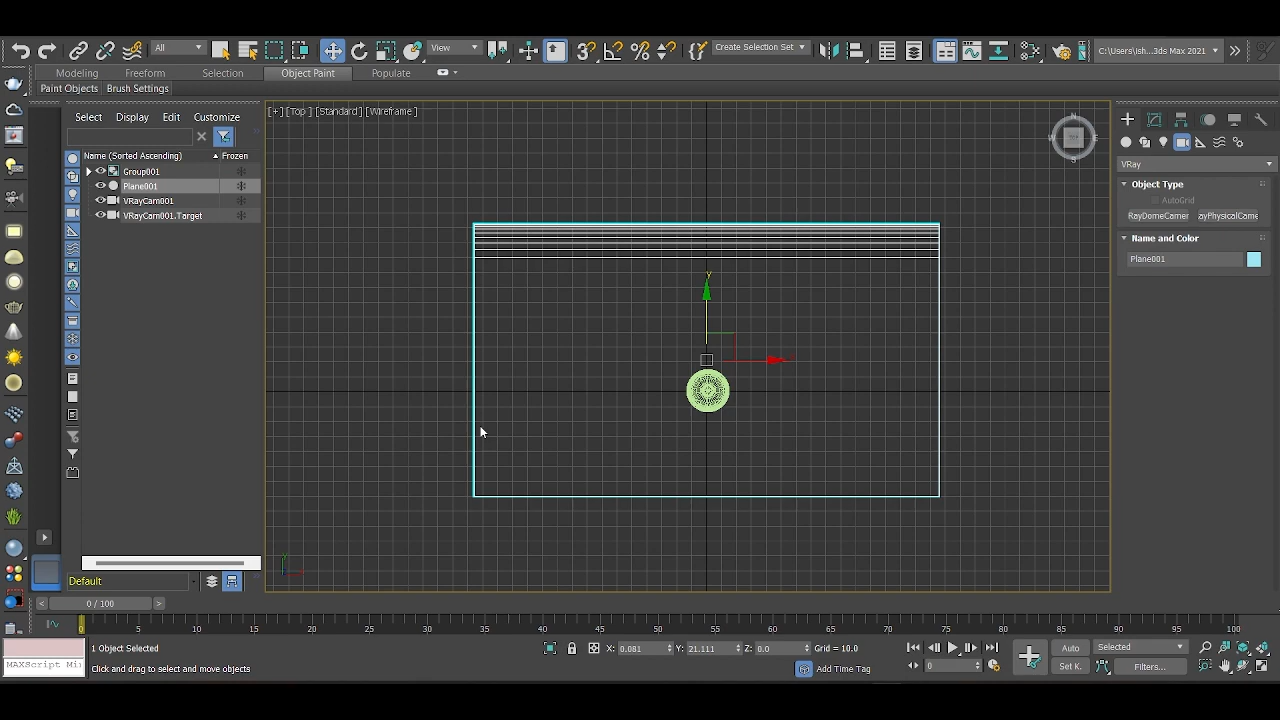 All
View
Create Selection Set
C:\Users\ish...3ds Max 2021
Modeling Freeform Selection Object Paint Populate
Paint Objects Brush Settings
Select Display Edit Customize
Name (Sorted Ascending) Frozen
Group001
Plane001
VRayCam001
VRayCam001.Target
[+] [Top ] [Standard] [Wireframe ]
N
W E
S
y
VRay
Object Type
AutoGrid
RayDomeCamer ayPhysicalCame
Name and Color
Plane001
Default
0 / 100
0 5 10 15 20 25 30 35 40 45 50 55 60 65 70 75 80 85 90 95 100
1 Object Selected
X: 0.081 Y: 21.111 Z: 0.0 Grid = 10.0
Auto Selected
MAXScript Mi
Click and drag to select and move objects
Add Time Tag
0
Set K. Filters...